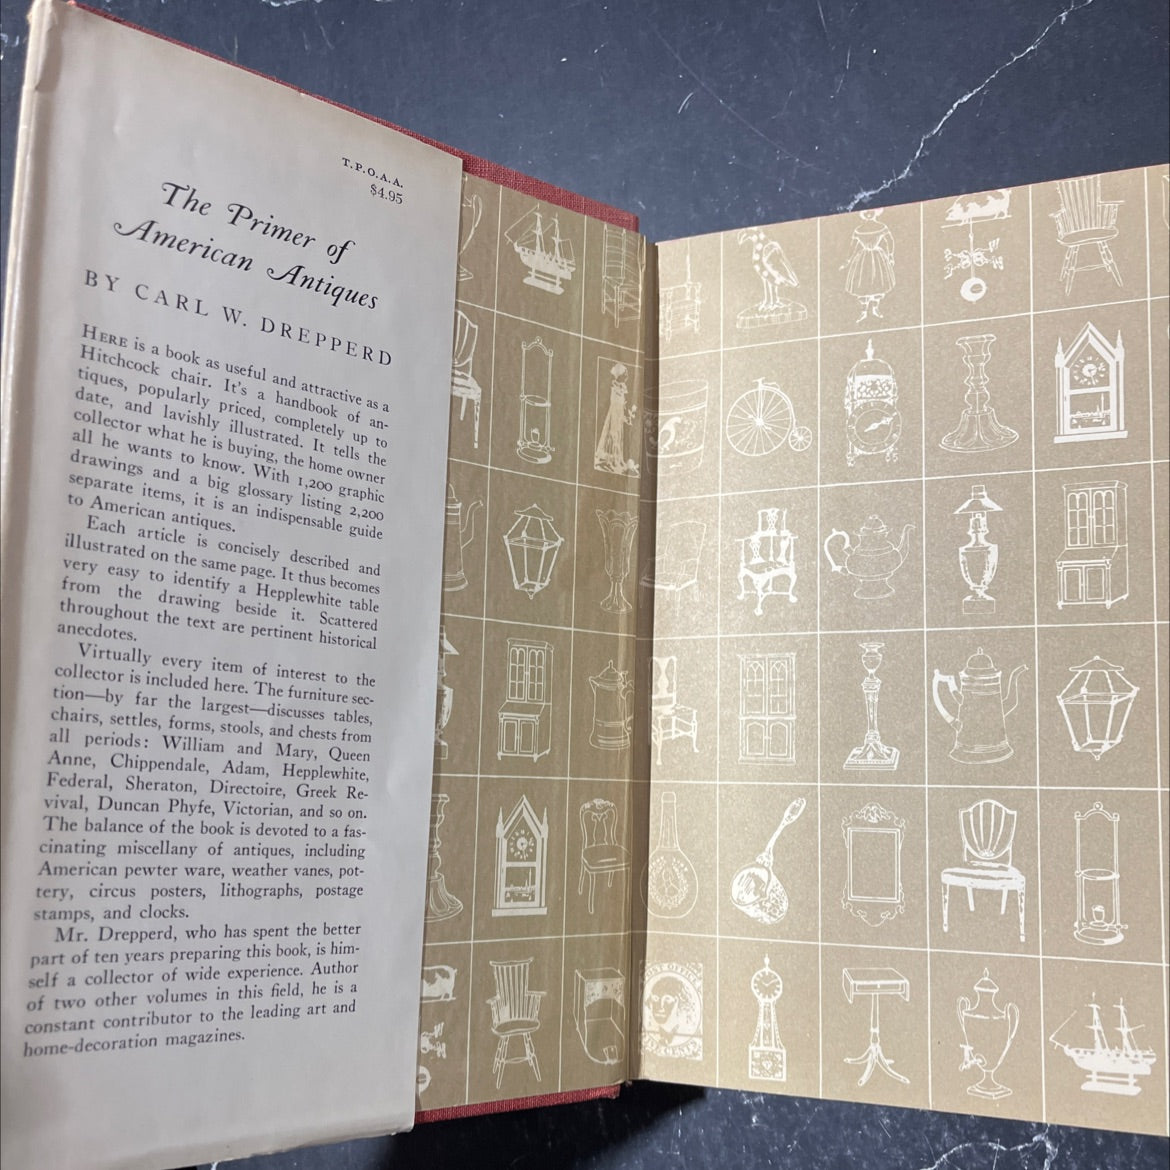 T.P.O.A.A.
$4.95
The Primer of
American Antiques
BY CARL W. DREPPERD
HERE is a book as useful and attractive as a
Hitchcock chair. It's a handbook of an-
tiques, popularly priced, completely up to
date, and lavishly illustrated. It tells the
collector what he is buying, the home owner
all he wants to know. With 1,200 graphic
drawings and a big glossary listing 2,200
separate items, it is an indispensable guide
to American antiques.
Each article is concisely described and
illustrated on the same page. It thus becomes
very easy to identify a Hepplewhite table
from the drawing beside it. Scattered
throughout the text are pertinent historical
anecdotes.
Virtually every item of interest to the
collector is included here. The furniture sec-
tion—by far the largest—discusses tables,
chairs, settles, forms, stools, and chests from
all periods: William and Mary, Queen
Anne, Chippendale, Adam, Hepplewhite,
Federal, Sheraton, Directoire, Greek Re-
vival, Duncan Phyfe, Victorian, and so on.
The balance of the book is devoted to a fas-
cinating miscellany of antiques, including
American pewter ware, weather vanes, pot-
tery, circus posters, lithographs, postage
stamps, and clocks.
Mr. Drepperd, who has spent the better
part of ten years preparing this book, is him-
self a collector of wide experience. Author
of two other volumes in this field, he is a
constant contributor to the leading art and
home-decoration magazines.
POST OFFICE
CENTS